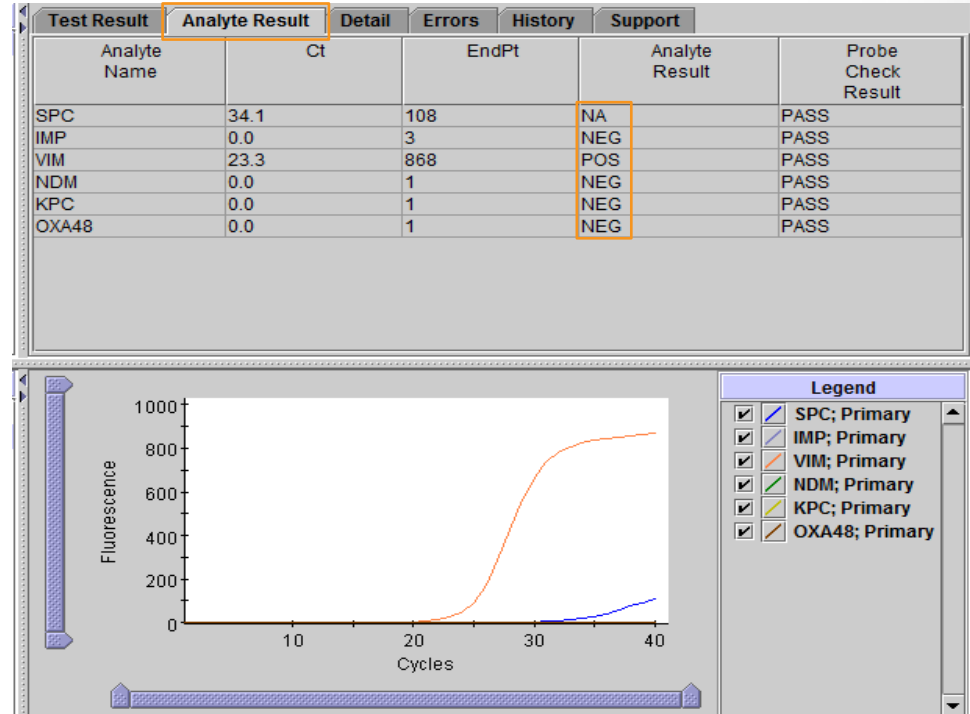 Test Result Analyte Result Detail Errors History Support
Analyte Name Ct EndPt Analyte Result Probe Check Result
SPC 34.1 108 NA PASS
IMP 0.0 3 NEG PASS
VIM 23.3 868 POS PASS
NDM 0.0 1 NEG PASS
KPC 0.0 1 NEG PASS
OXA48 0.0 1 NEG PASS
Legend
SPC; Primary
IMP; Primary
VIM; Primary
NDM; Primary
KPC; Primary
OXA48; Primary
Fluorescence
1000
800
600
400
200
0
10 20 30 40
Cycles